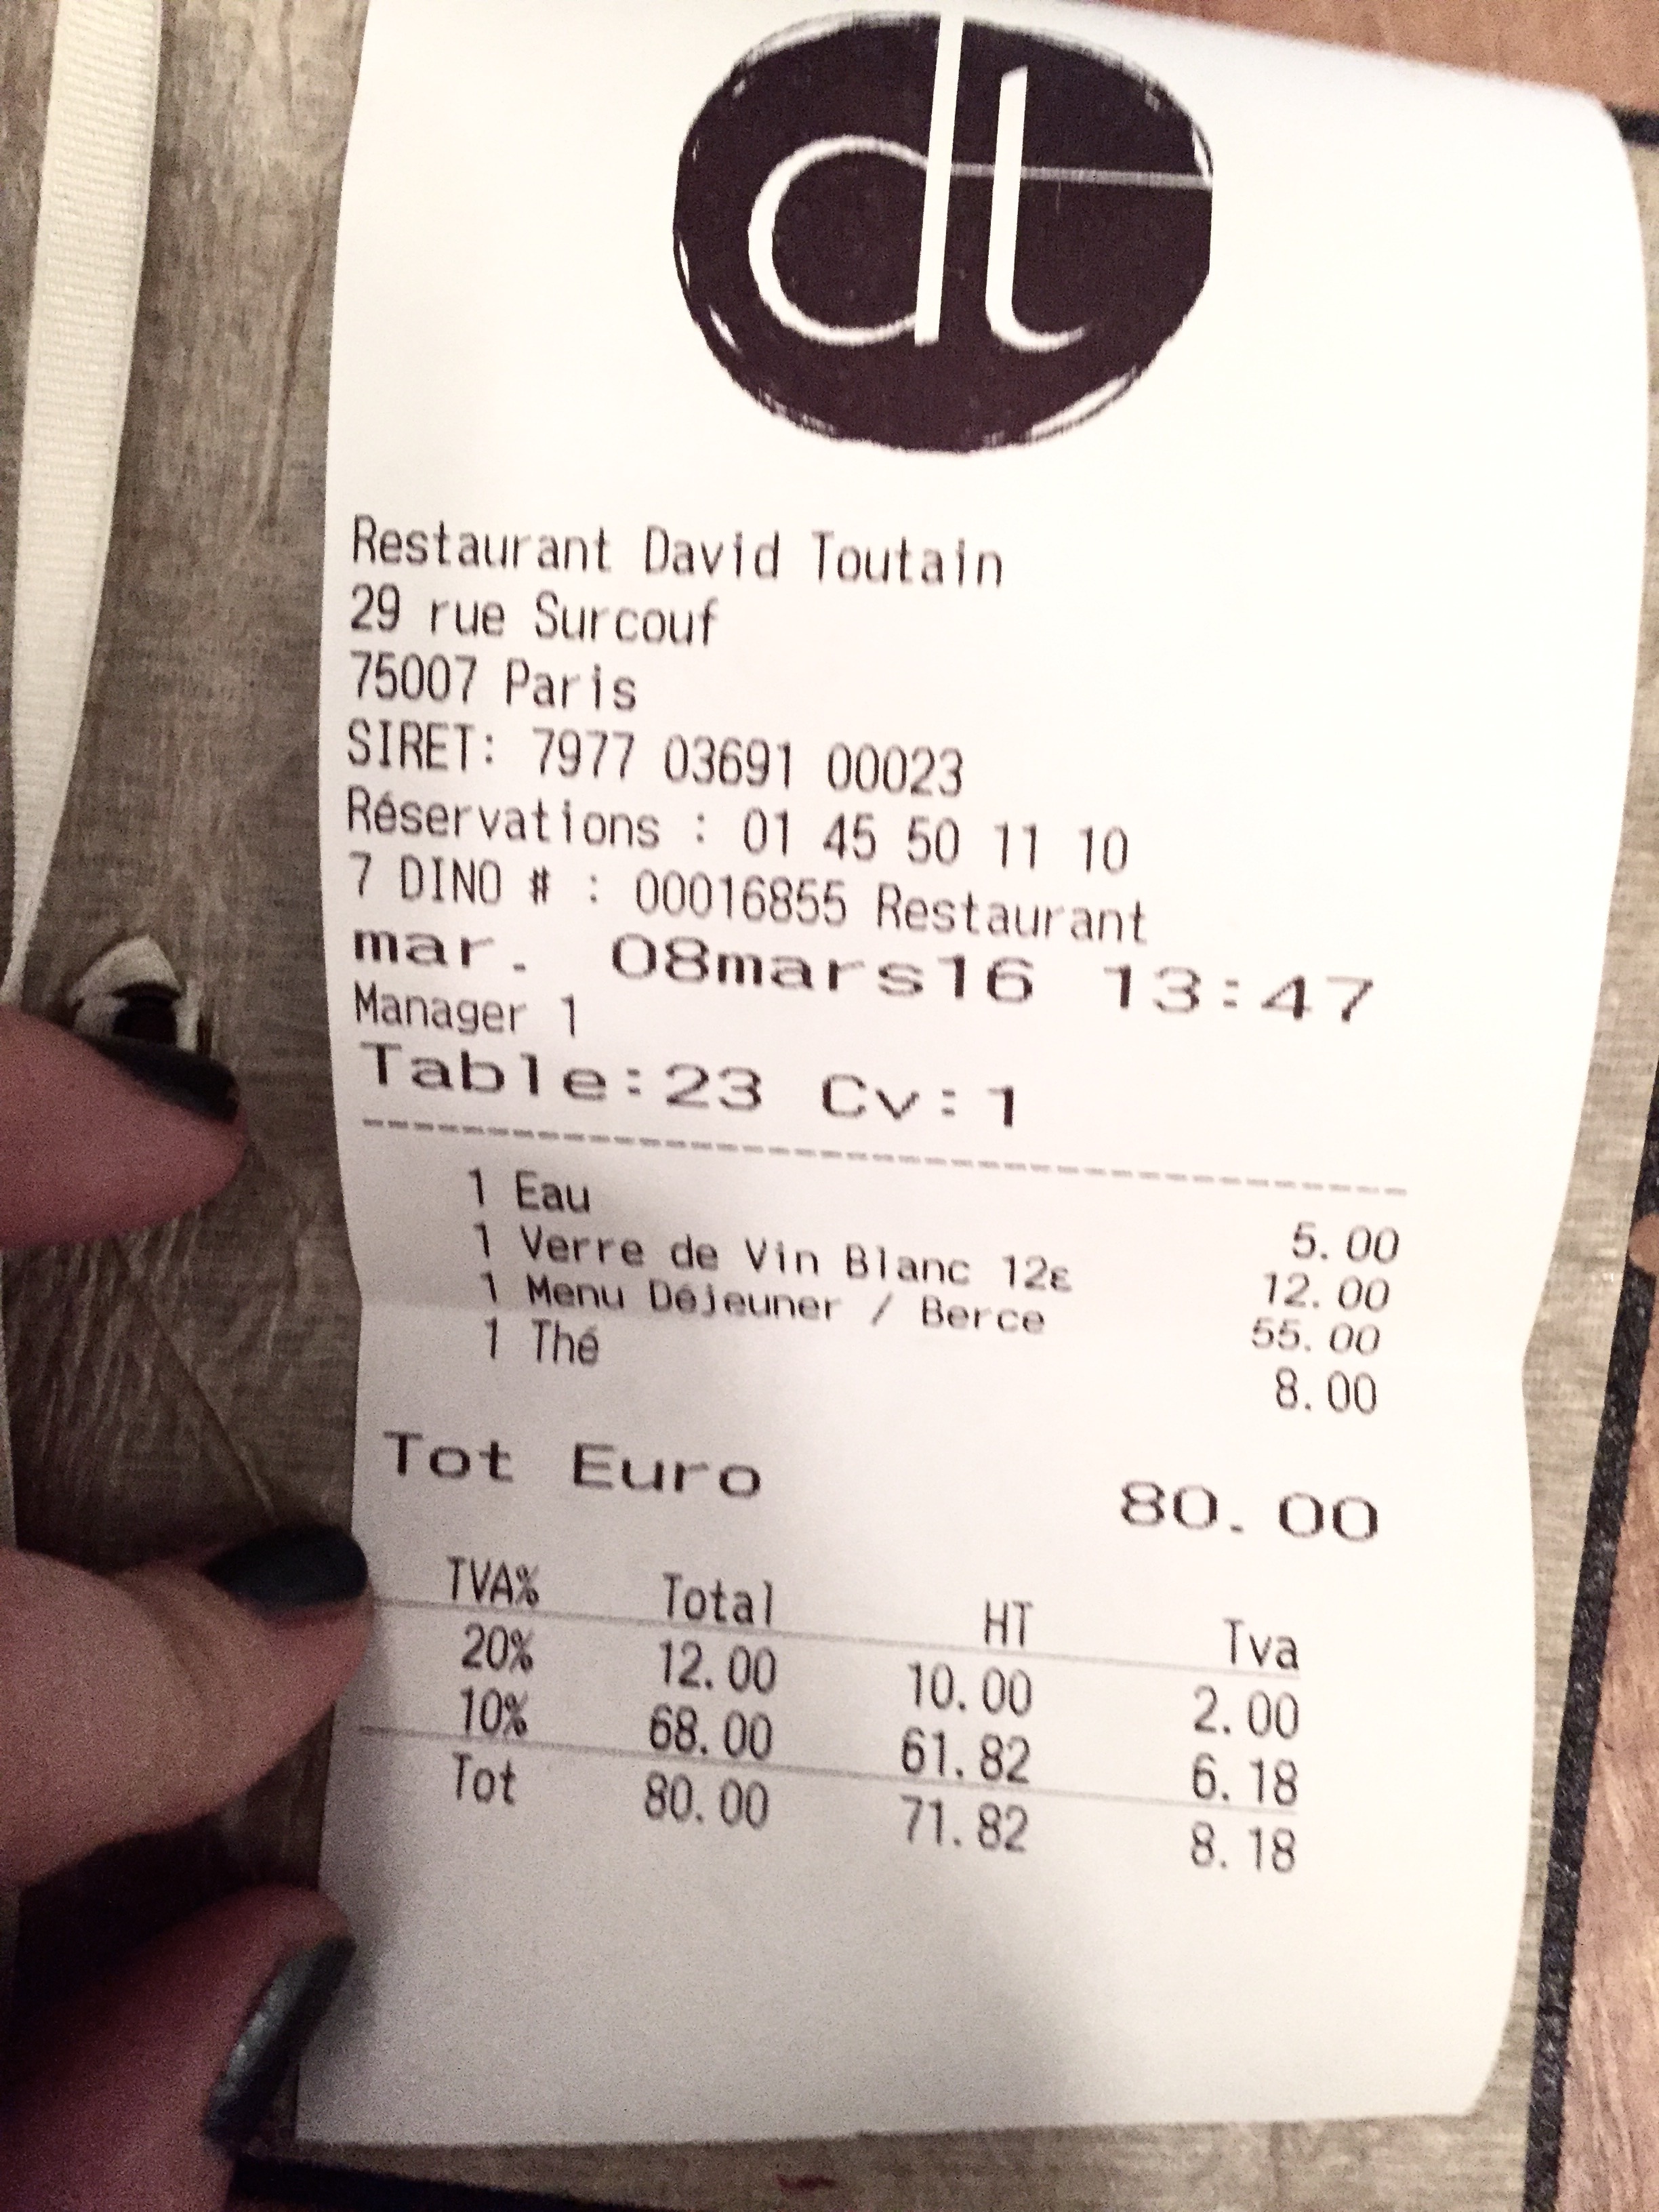 dt
Restaurant David Toutain
29 rue Surcouf
75007 Paris
SIRET: 7977 03691 00023
Réservations : 01 45 50 11 10
7 DINO # : 00016855 Restaurant
mar. 08mars16 13:47
Manager 1
Table:23 Cv:1
1 Eau 5.00
1 Verre de Vin Blanc 12ε 12.00
1 Menu Déjeuner / Berce 55.00
1 Thé 8.00
Tot Euro 80.00
TVA% Total HT Tva
20% 12.00 10.00 2.00
10% 68.00 61.82 6.18
Tot 80.00 71.82 8.18